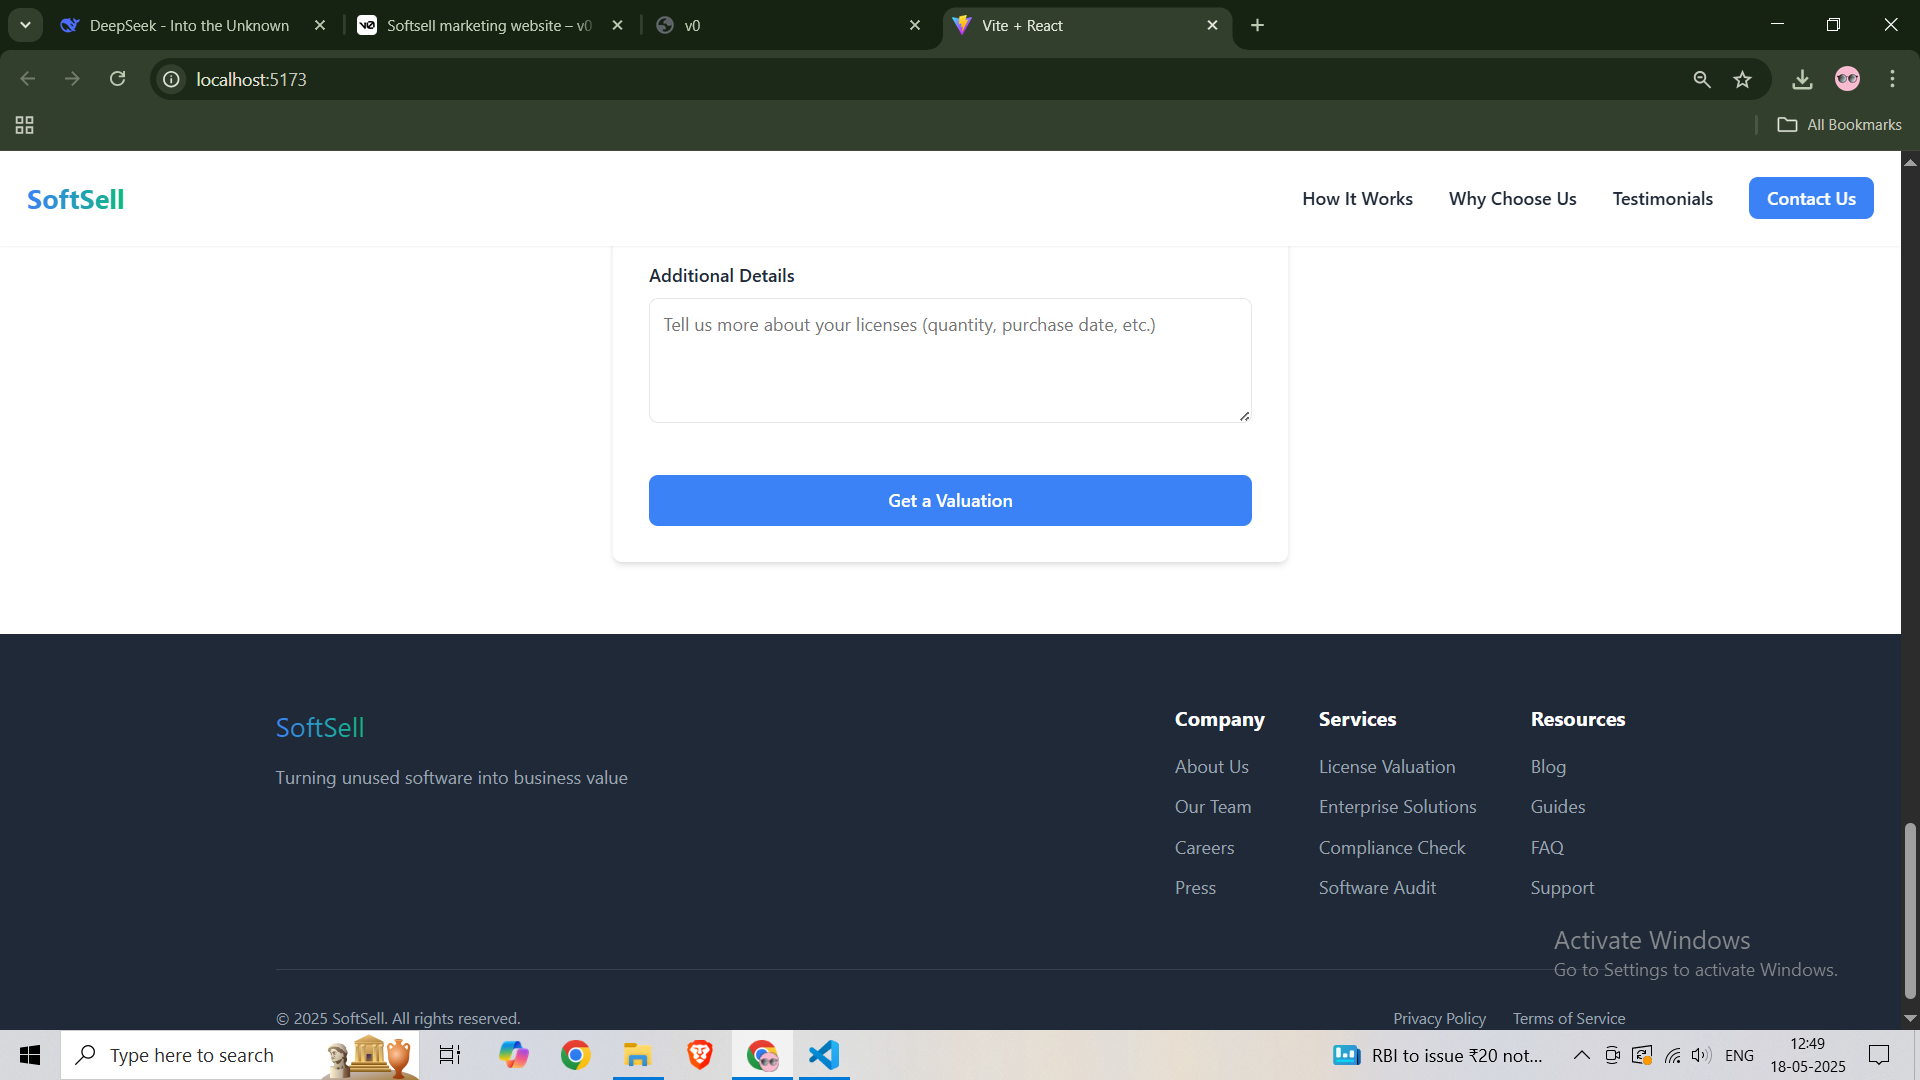 DeepSeek - Into the Unknown
Softsell marketing website – v0
v0
Vite + React
localhost:5173
All Bookmarks
SoftSell
How It Works
Why Choose Us
Testimonials
Contact Us
Additional Details
Tell us more about your licenses (quantity, purchase date, etc.)
Get a Valuation
SoftSell
Turning unused software into business value
Company
About Us
Our Team
Careers
Press
Services
License Valuation
Enterprise Solutions
Compliance Check
Software Audit
Resources
Blog
Guides
FAQ
Support
Activate Windows
Go to Settings to activate Windows.
© 2025 SoftSell. All rights reserved.
Privacy Policy
Terms of Service
Type here to search
RBI to issue ₹20 not...
ENG
12:49
18-05-2025